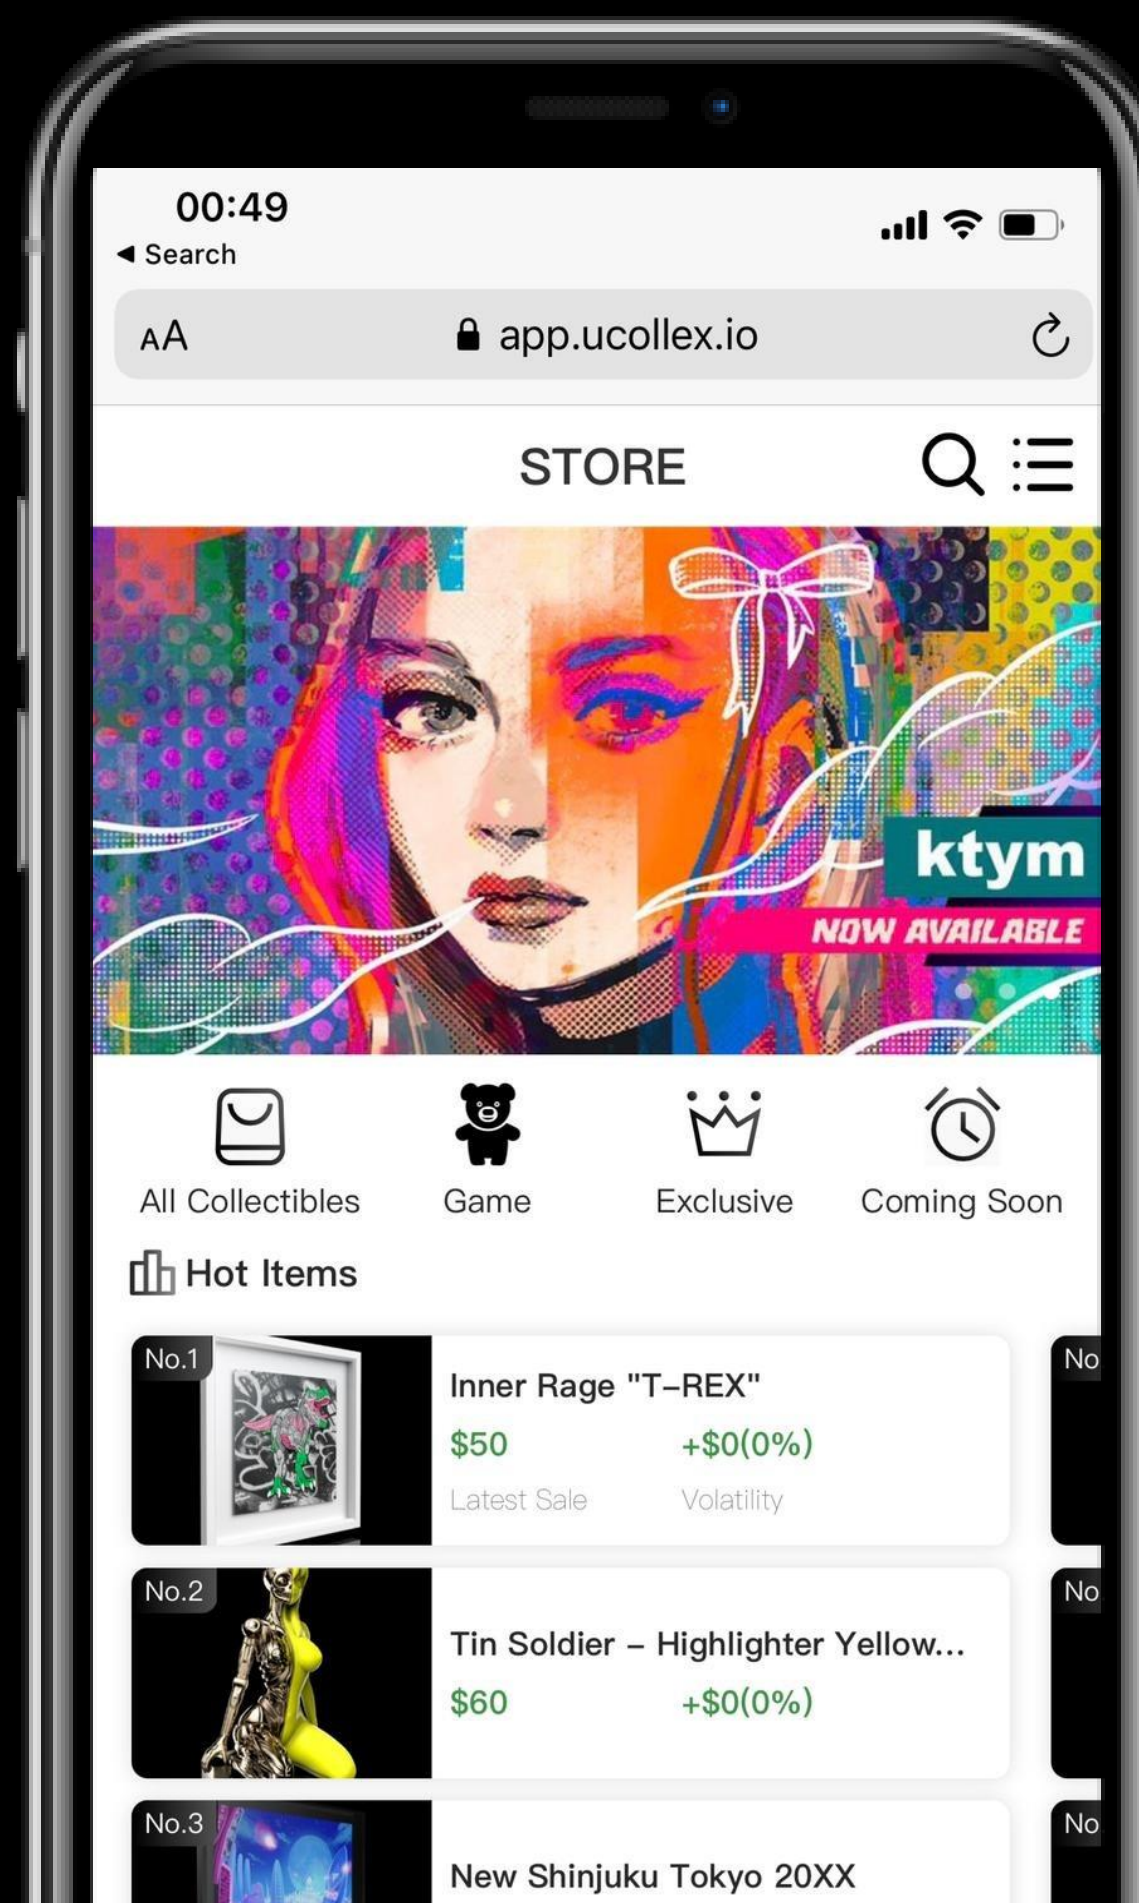 00:49
◀ Search
AA
app.ucollex.io
STORE
ktym
NOW AVAILABLE
All Collectibles
Game
Exclusive
Coming Soon
Hot Items
No.1
Inner Rage "T-REX"
$50
+$0(0%)
Latest Sale
Volatility
No
No.2
Tin Soldier – Highlighter Yellow...
$60
+$0(0%)
No
No.3
New Shinjuku Tokyo 20XX
No